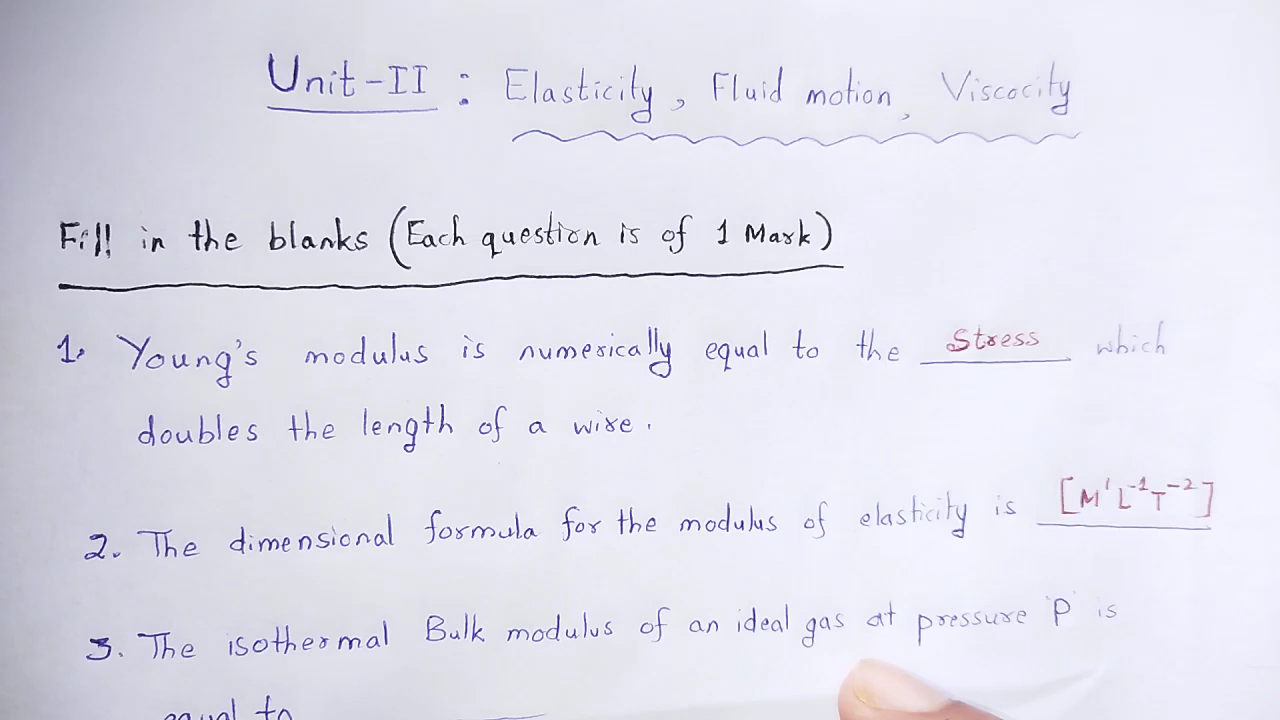 Unit-II : Elasticity, Fluid motion, Viscocity
Fill in the blanks (Each question is of 1 Mark)
1. Young's modulus is numerically equal to the Stress which
doubles the length of a wire.
2. The dimensional formula for the modulus of elasticity is [M¹L⁻¹T⁻²]
3. The isothermal Bulk modulus of an ideal gas at pressure 'P' is
equal to